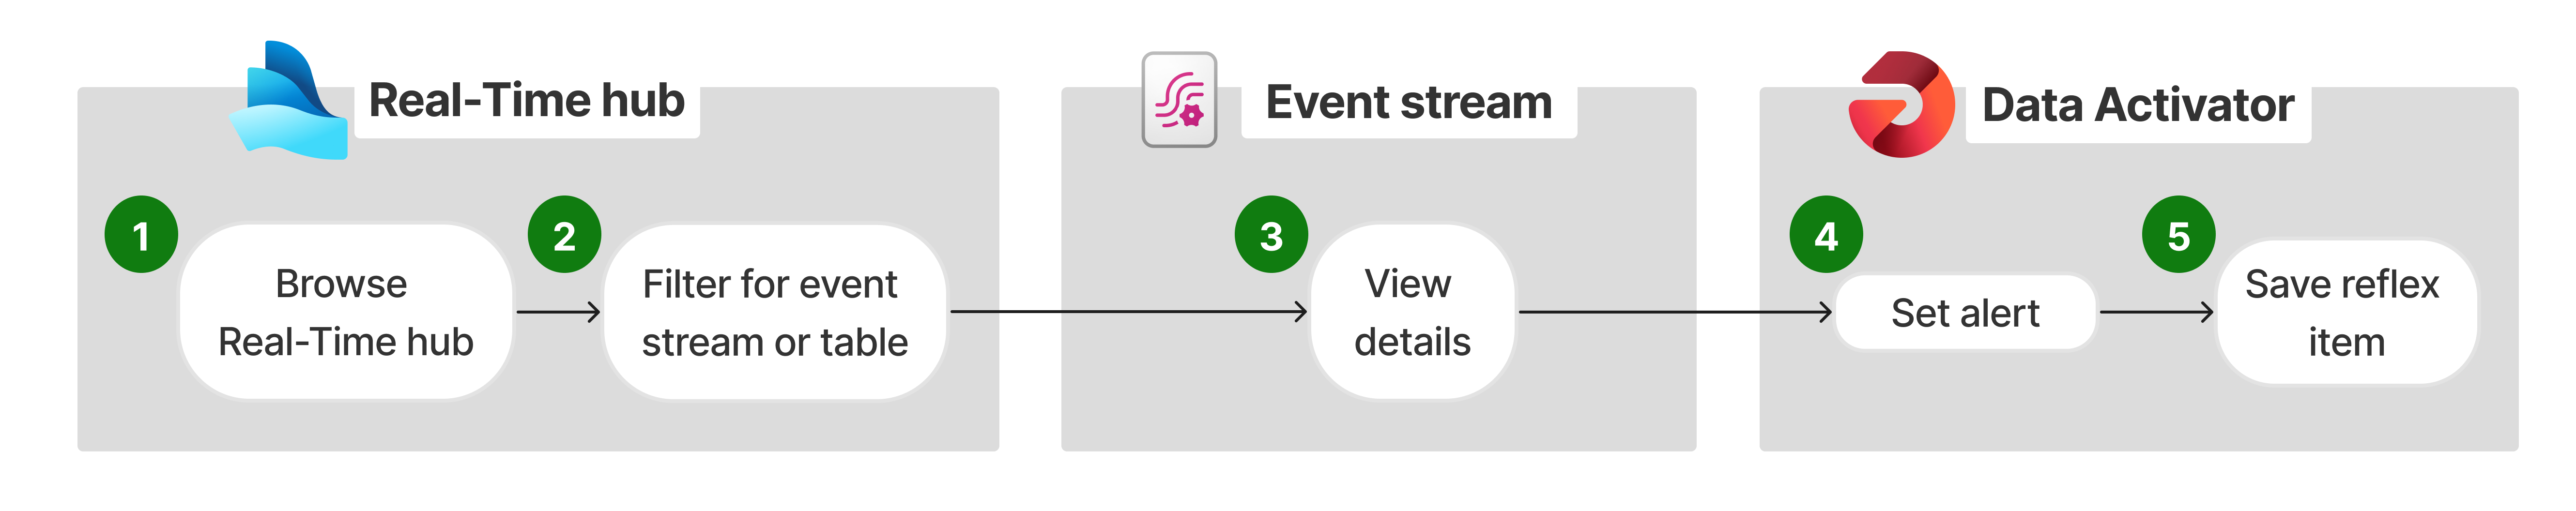 Real-Time hub
1
Browse
Real-Time hub
2
Filter for event
stream or table
Event stream
3
View
details
Data Activator
4
Set alert
5
Save reflex
item